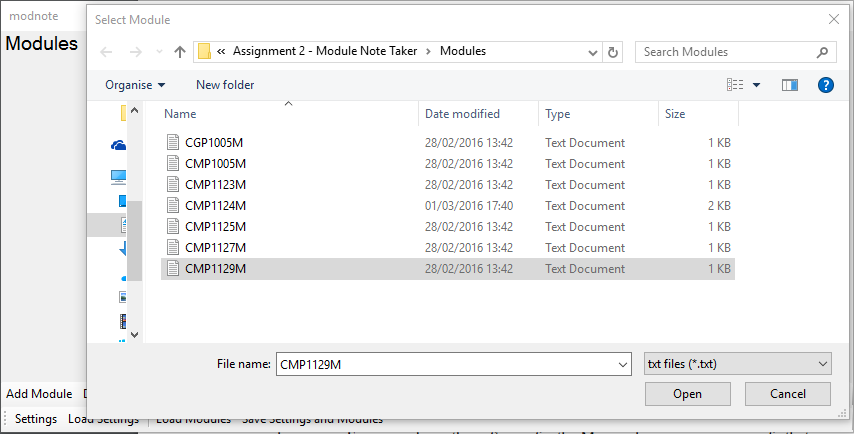 modnote
Select Module
Modules
« Assignment 2 - Module Note Taker > Modules
Search Modules
Organise
New folder
?
Name Date modified Type Size
CGP1005M 28/02/2016 13:42 Text Document 1 KB
CMP1005M 28/02/2016 13:42 Text Document 1 KB
CMP1123M 28/02/2016 13:42 Text Document 1 KB
CMP1124M 01/03/2016 17:40 Text Document 2 KB
CMP1125M 28/02/2016 13:42 Text Document 1 KB
CMP1127M 28/02/2016 13:42 Text Document 1 KB
CMP1129M 28/02/2016 13:42 Text Document 1 KB
File name: CMP1129M txt files (*.txt)
Open Cancel
Add Module
Settings Load Settings Load Modules Save Settings and Modules